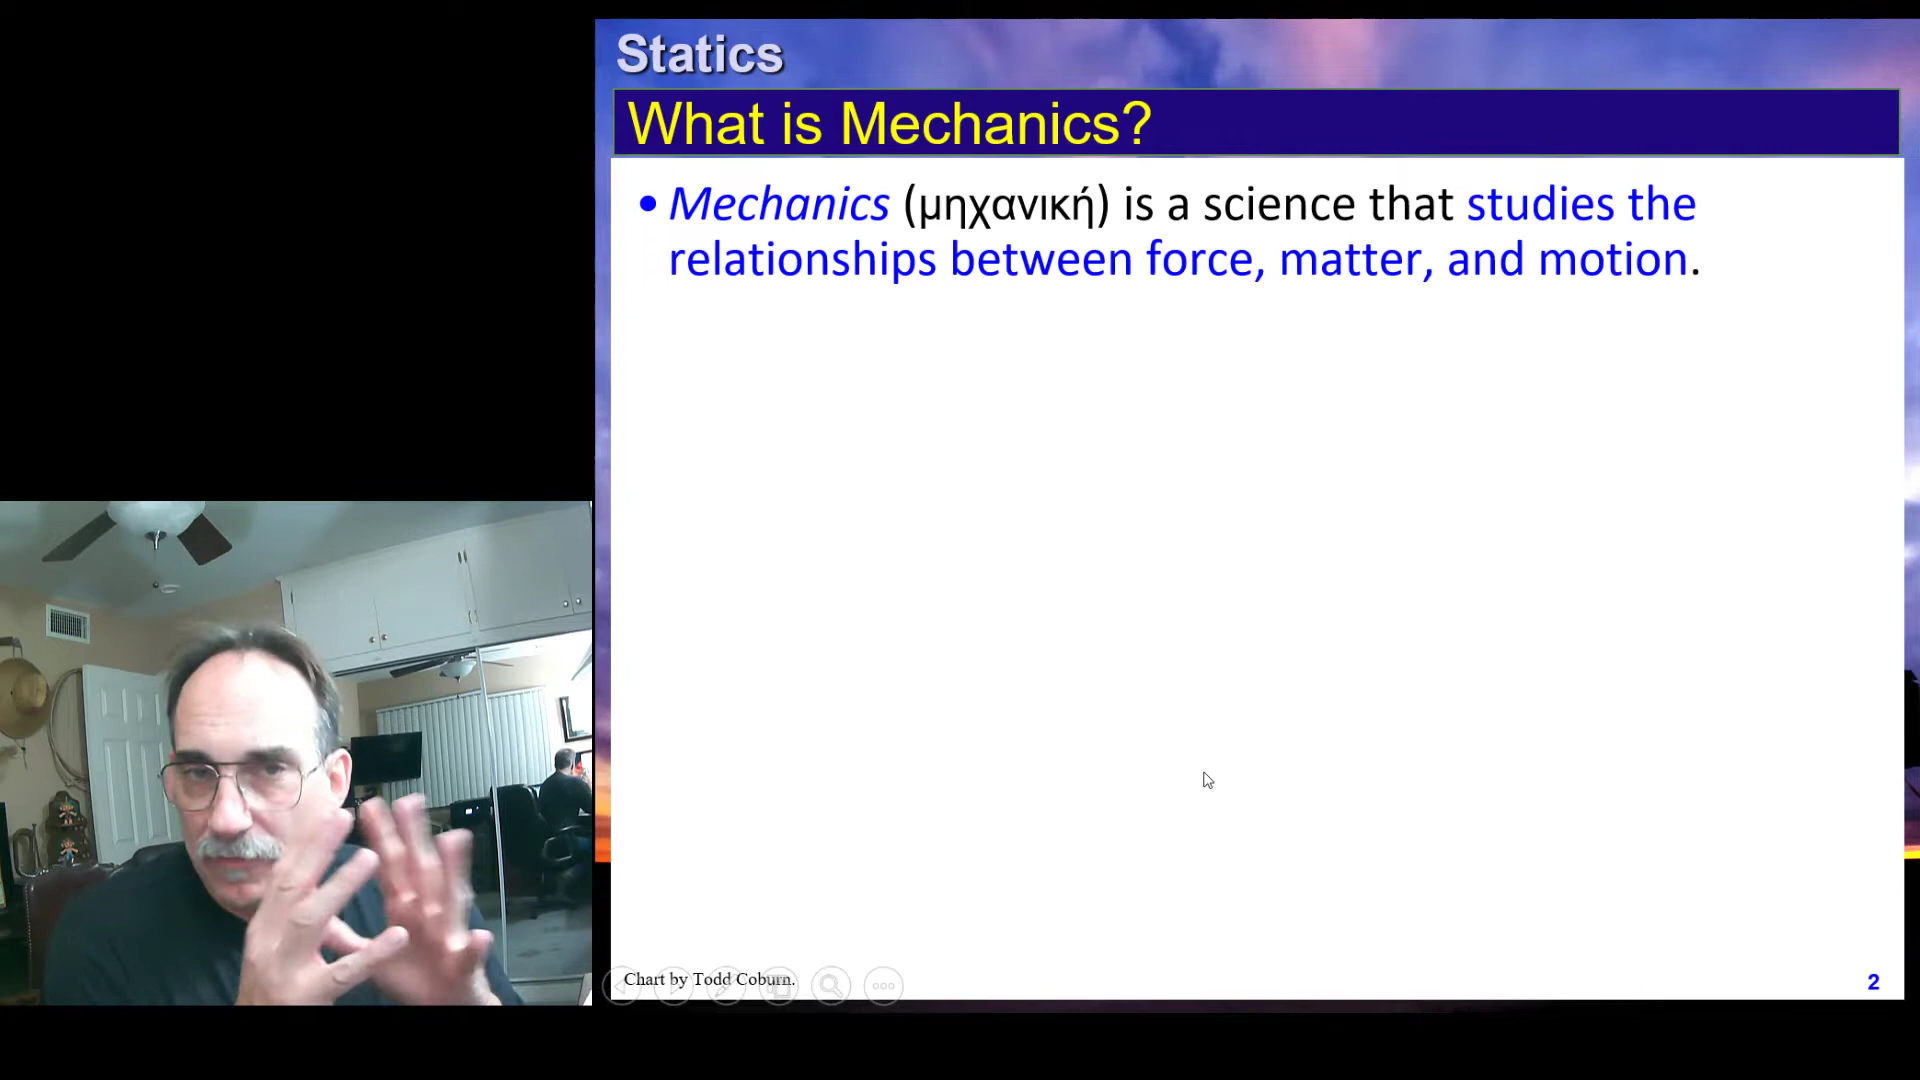 Statics
What is Mechanics?
• Mechanics (μηχανική) is a science that studies the
relationships between force, matter, and motion.
Chart by Todd Coburn.
2